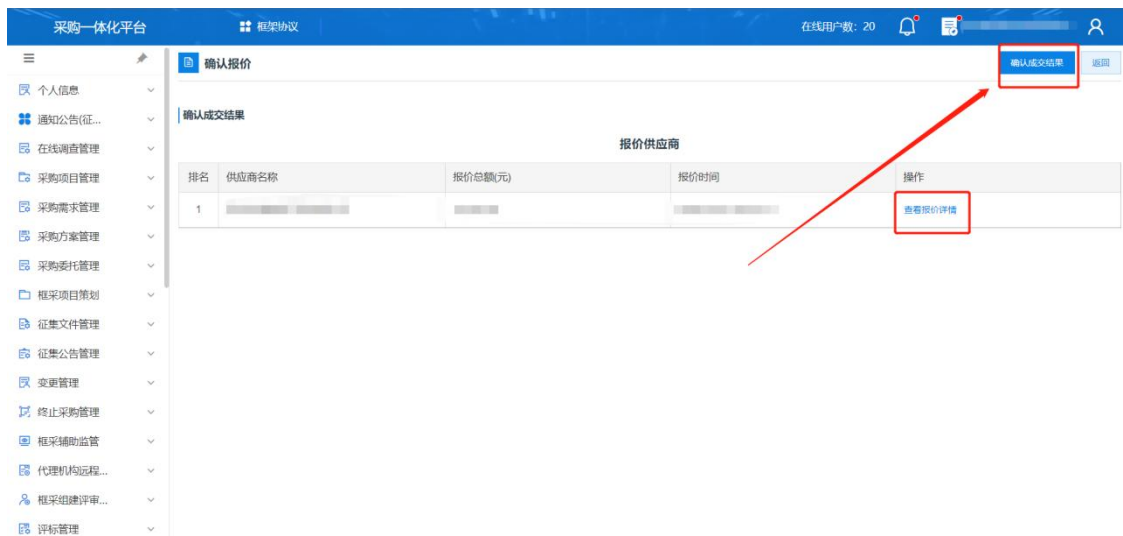 采购一体化平台
框架协议
在线用户数: 20
确认报价
确认成交结果
返回
个人信息
通知公告(征...
在线调查管理
采购项目管理
采购需求管理
采购方案管理
采购委托管理
框采项目策划
征集文件管理
征集公告管理
变更管理
终止采购管理
框采辅助监管
代理机构远程...
框采组建评审...
评标管理
确认成交结果
报价供应商
排名 供应商名称 报价总额(元) 报价时间 操作
1 查看报价详情